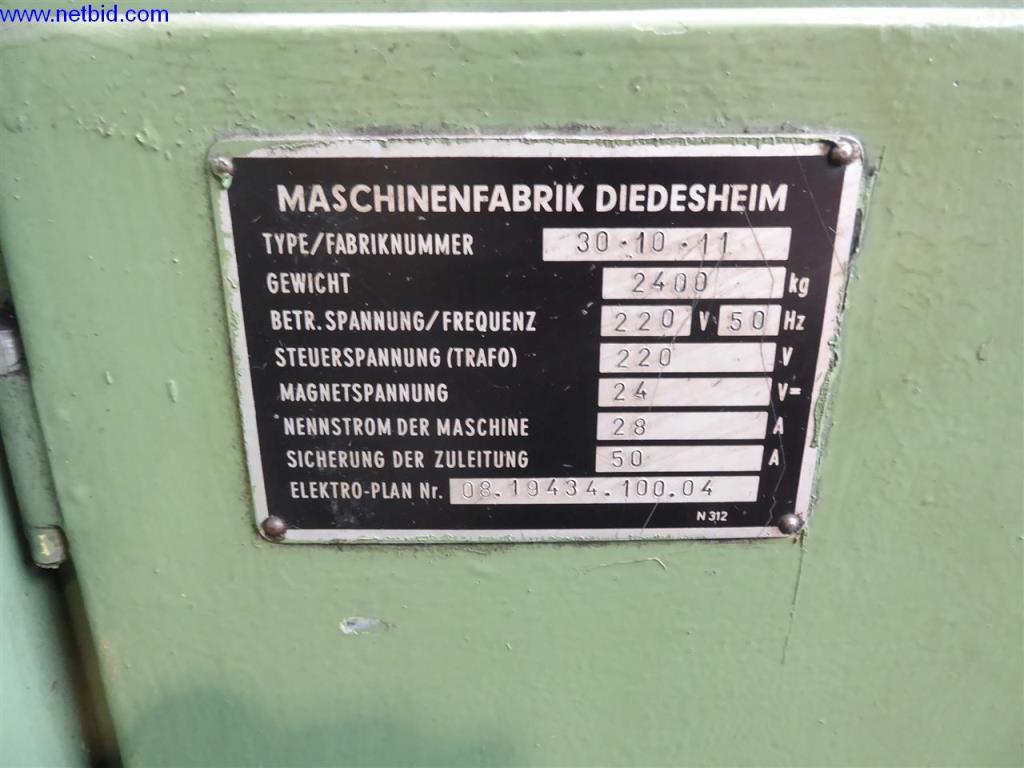 www.netbid.com
MASCHINENFABRIK DIEDESHEIM
TYPE/FABRIKNUMMER 30·10·11
GEWICHT 2400 kg
BETR. SPANNUNG/FREQUENZ 220 V 50 Hz
STEUERSPANNUNG (TRAFO) 220 V
MAGNETSPANNUNG 24 V=
NENNSTROM DER MASCHINE 28 A
SICHERUNG DER ZULEITUNG 50 A
ELEKTRO-PLAN Nr. 08.19434.100.04
N 312